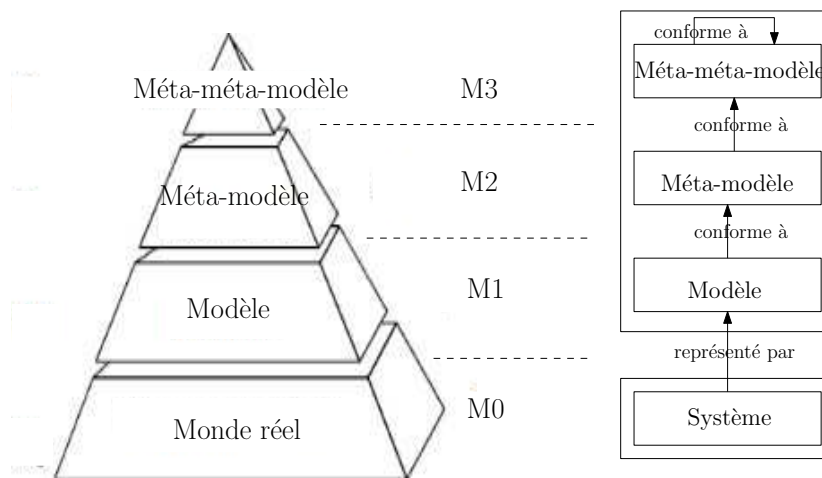 Méta-méta-modèle
M3
Méta-modèle
M2
Modèle
M1
Monde réel
M0
conforme à
Méta-méta-modèle
conforme à
Méta-modèle
conforme à
Modèle
représenté par
Système